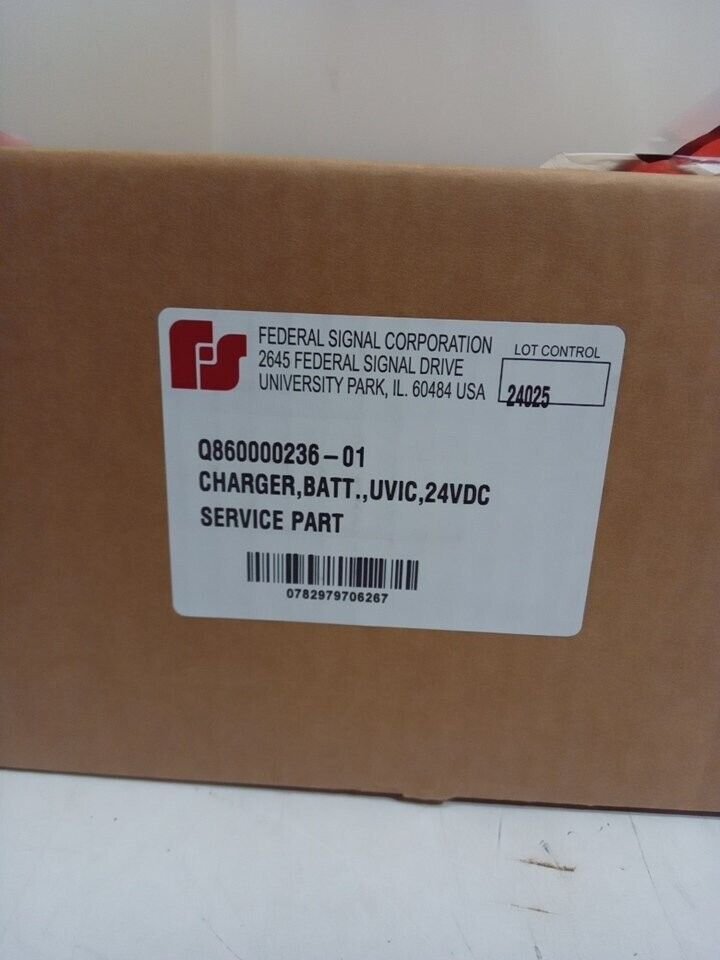 FS
FEDERAL SIGNAL CORPORATION
2645 FEDERAL SIGNAL DRIVE
UNIVERSITY PARK, IL. 60484 USA
LOT CONTROL
24025
Q860000236-01
CHARGER,BATT.,UVIC,24VDC
SERVICE PART
0782979706267